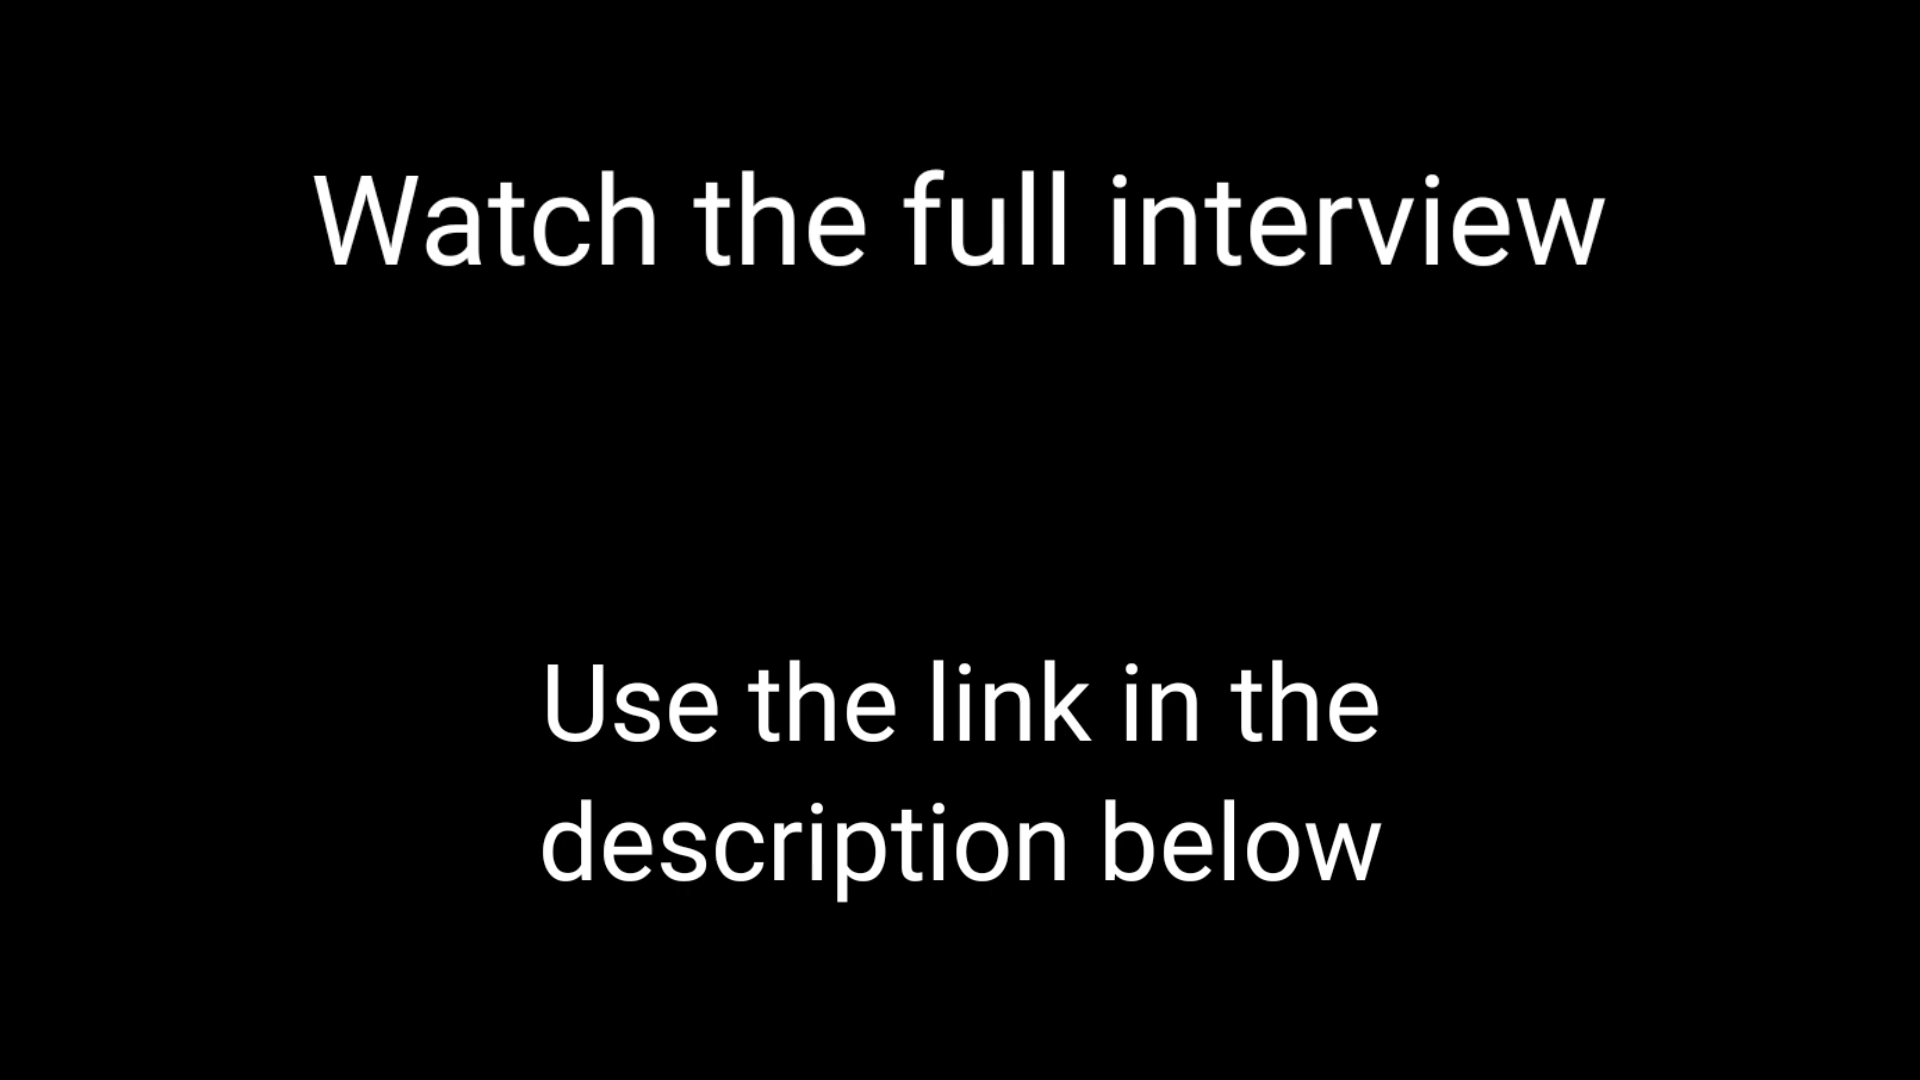 Watch the full interview
Use the link in the
description below